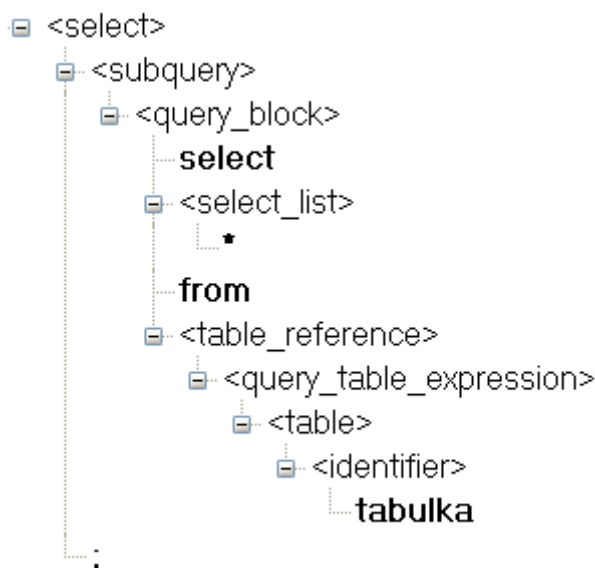 <select>
<subquery>
<query_block>
select
<select_list>
*
from
<table_reference>
<query_table_expression>
<table>
<identifier>
tabulka
;